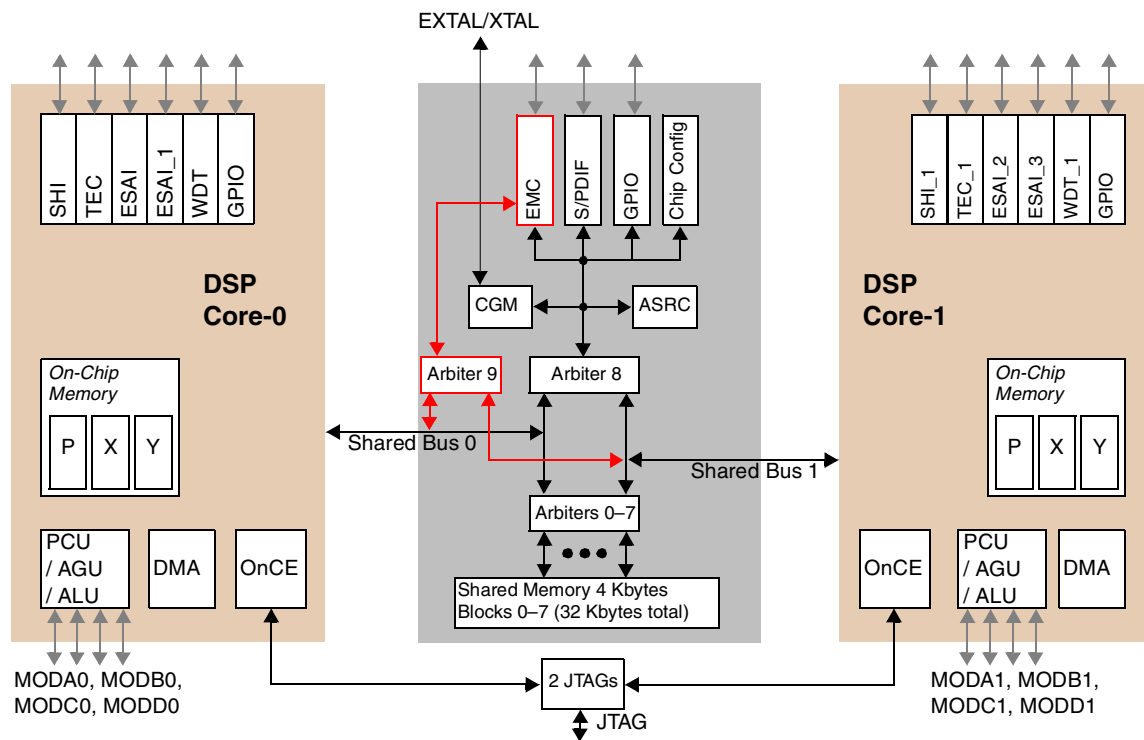 EXTAL/XTAL
SHI
TEC
ESAI
ESAI_1
WDT
GPIO
EMC
S/PDIF
GPIO
Chip Config
SHI_1
TEC_1
ESAI_2
ESAI_3
WDT_1
GPIO
DSP
Core-0
DSP
Core-1
CGM
ASRC
On-Chip
Memory
P
X
Y
Arbiter 9
Arbiter 8
On-Chip
Memory
P
X
Y
Shared Bus 0
Shared Bus 1
Arbiters 0–7
PCU
/ AGU
/ ALU
DMA
OnCE
Shared Memory 4 Kbytes
Blocks 0–7 (32 Kbytes total)
OnCE
PCU
/ AGU
/ ALU
DMA
MODA0, MODB0,
MODC0, MODD0
2 JTAGs
JTAG
MODA1, MODB1,
MODC1, MODD1